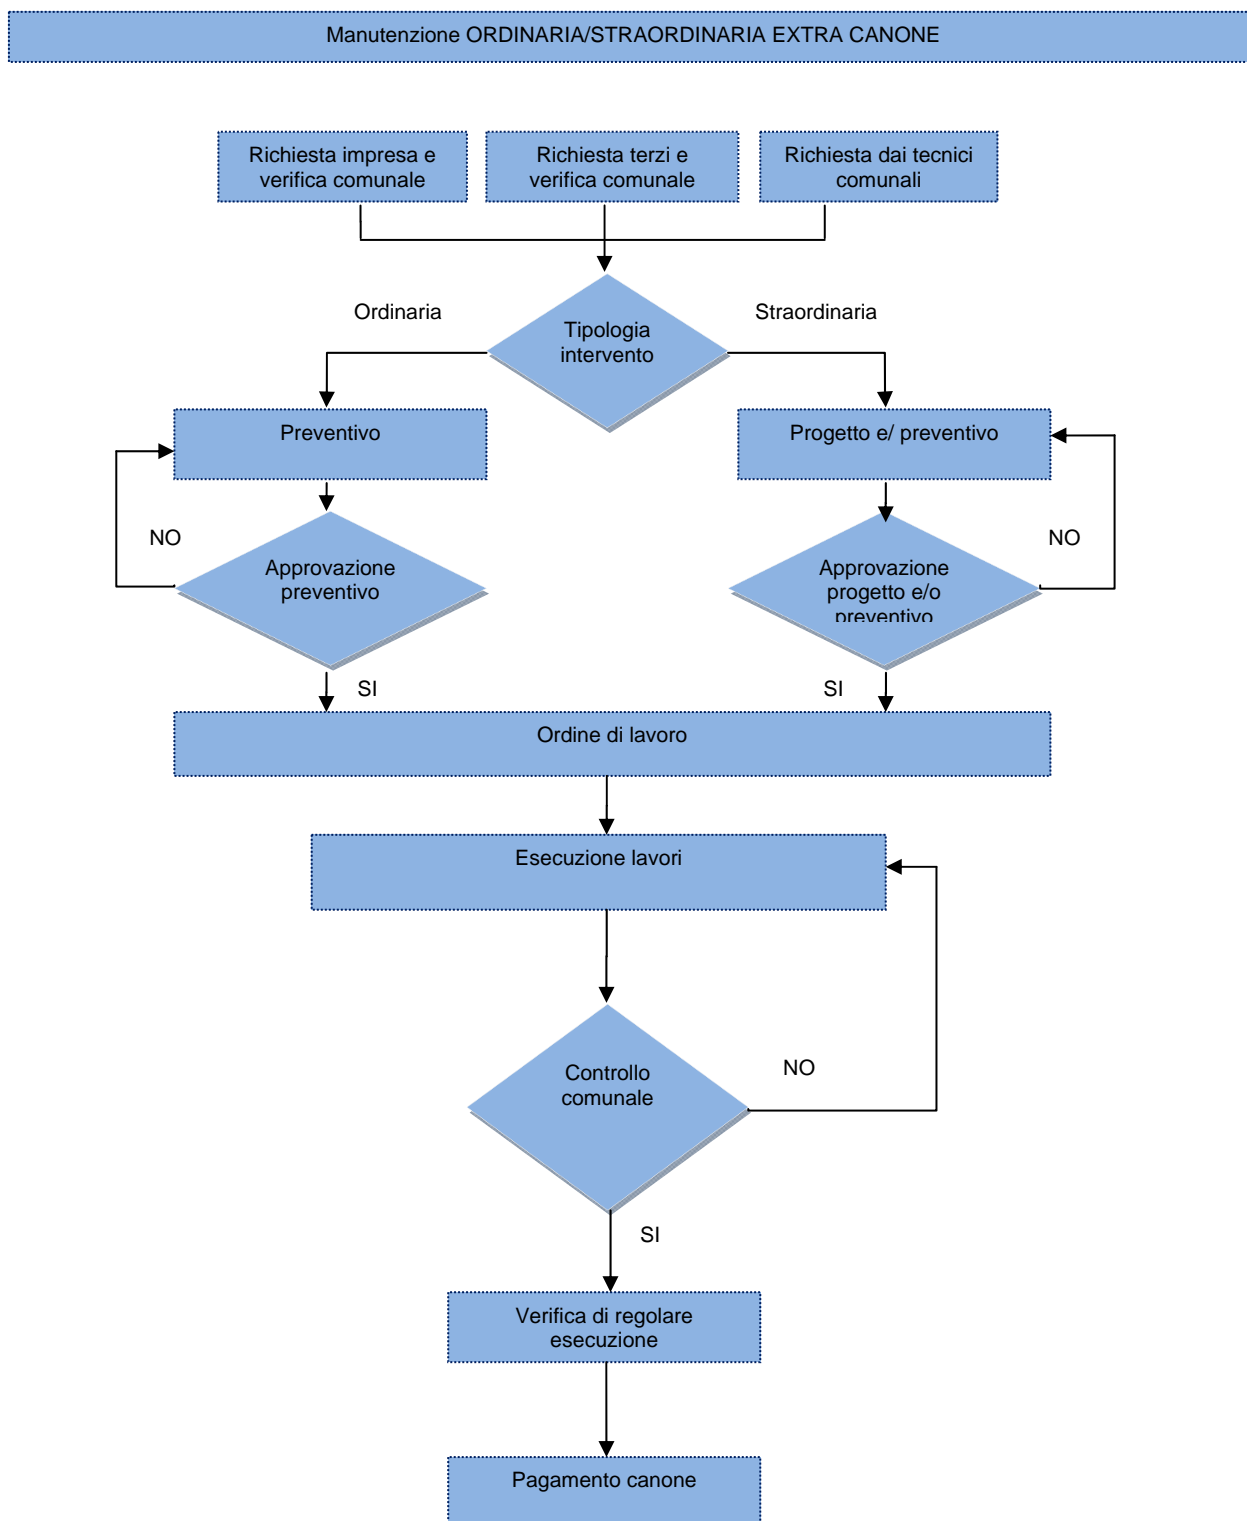 Manutenzione ORDINARIA/STRAORDINARIA EXTRA CANONE
Richiesta impresa e
verifica comunale
Richiesta terzi e
verifica comunale
Richiesta dai tecnici
comunali
Ordinaria
Straordinaria
Tipologia
intervento
Preventivo
Progetto e/ preventivo
NO
NO
Approvazione
preventivo
Approvazione
progetto e/o
preventivo
SI
SI
Ordine di lavoro
Esecuzione lavori
Controllo
comunale
NO
SI
Verifica di regolare
esecuzione
Pagamento canone